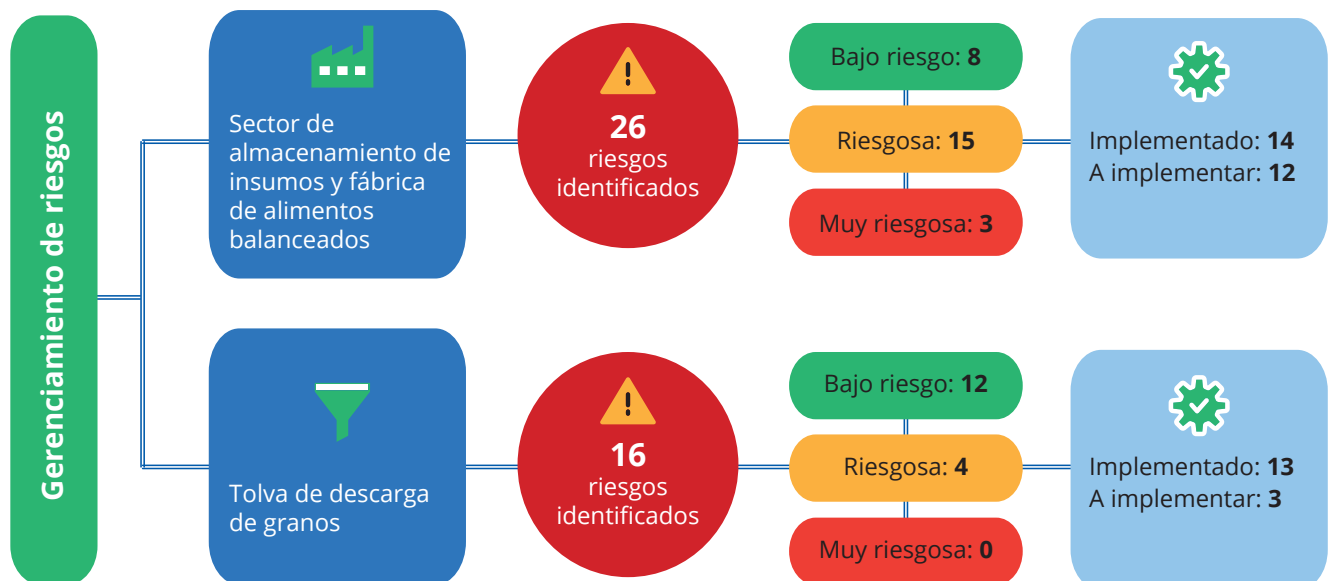 Gerenciamiento de riesgos
Sector de
almacenamiento de
insumos y fábrica
de alimentos
balanceados
26
riesgos
identificados
Bajo riesgo: 8
Riesgosa: 15
Muy riesgosa: 3
Implementado: 14
A implementar: 12
Tolva de descarga
de granos
16
riesgos
identificados
Bajo riesgo: 12
Riesgosa: 4
Muy riesgosa: 0
Implementado: 13
A implementar: 3